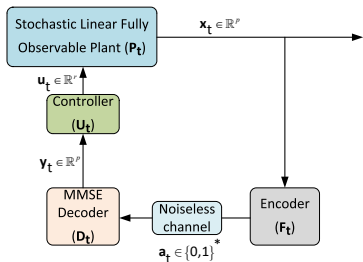 Stochastic Linear Fully
Observable Plant (Pt)
xt ∈ ℝᵖ
ut ∈ ℝʳ
Controller
(Ut)
yt ∈ ℝᵖ
MMSE
Decoder
(Dt)
Noiseless
channel
at ∈ {0,1}*
Encoder
(Ft)